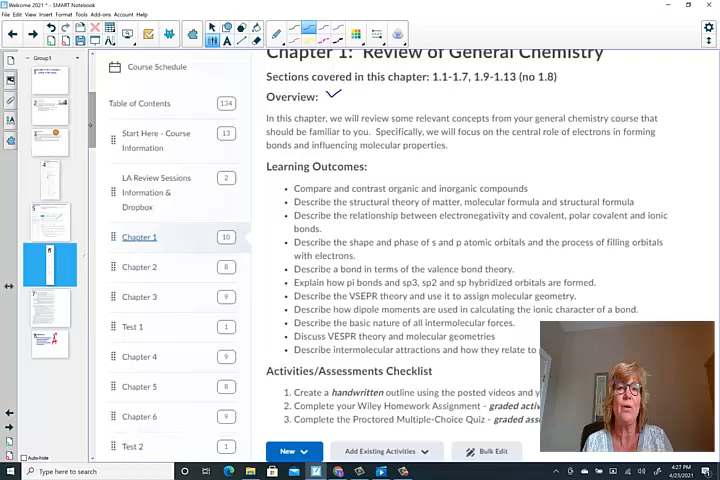 Welcome 2021 * - SMART Notebook
File Edit View Insert Format Tools Add-ons Account Help
Group1
Course Schedule
Table of Contents 134
Start Here - Course Information 13
LA Review Sessions Information & Dropbox 2
Chapter 1 10
Chapter 2 8
Chapter 3 9
Test 1 1
Chapter 4 9
Chapter 5 8
Chapter 6 9
Test 2 1
Auto-hide
Chapter 1: Review of General Chemistry
Sections covered in this chapter: 1.1-1.7, 1.9-1.13 (no 1.8)
Overview:
In this chapter, we will review some relevant concepts from your general chemistry course that
should be familiar to you. Specifically, we will focus on the central role of electrons in forming
bonds and influencing molecular properties.
Learning Outcomes:
Compare and contrast organic and inorganic compounds
Describe the structural theory of matter, molecular formula and structural formula
Describe the relationship between electronegativity and covalent, polar covalent and ionic
bonds.
Describe the shape and phase of s and p atomic orbitals and the process of filling orbitals
with electrons.
Describe a bond in terms of the valence bond theory.
Explain how pi bonds and sp3, sp2 and sp hybridized orbitals are formed.
Describe the VSEPR theory and use it to assign molecular geometry.
Describe how dipole moments are used in calculating the ionic character of a bond.
Describe the basic nature of all intermolecular forces.
Discuss VESPR theory and molecular geometries
Describe intermolecular attractions and how they relate to
Activities/Assessments Checklist
1. Create a handwritten outline using the posted videos and
2. Complete your Wiley Homework Assignment - graded
3. Complete the Proctored Multiple-Choice Quiz - graded
New Add Existing Activities Bulk Edit
Type here to search
4:27 PM
4/23/2021